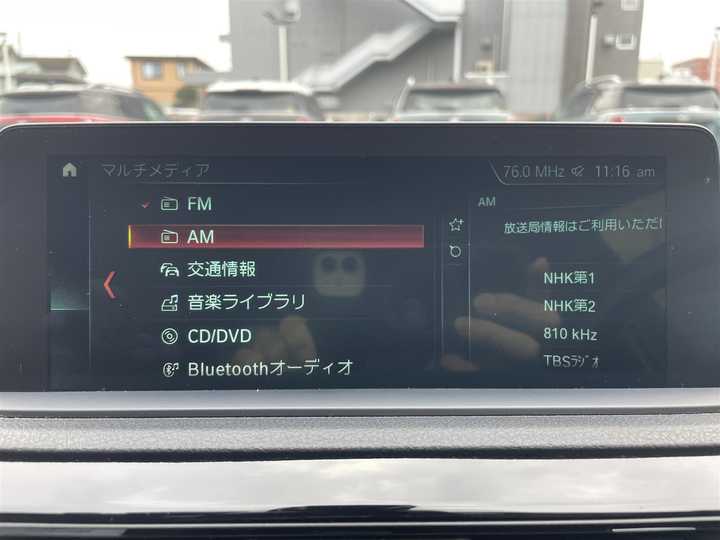 マルチメディア
76.0 MHz 11:16 am
FM
AM
交通情報
音楽ライブラリ
CD/DVD
Bluetoothオーディオ
AM
放送局情報はご利用いただけ
NHK第1
NHK第2
810 kHz
TBSラジオ